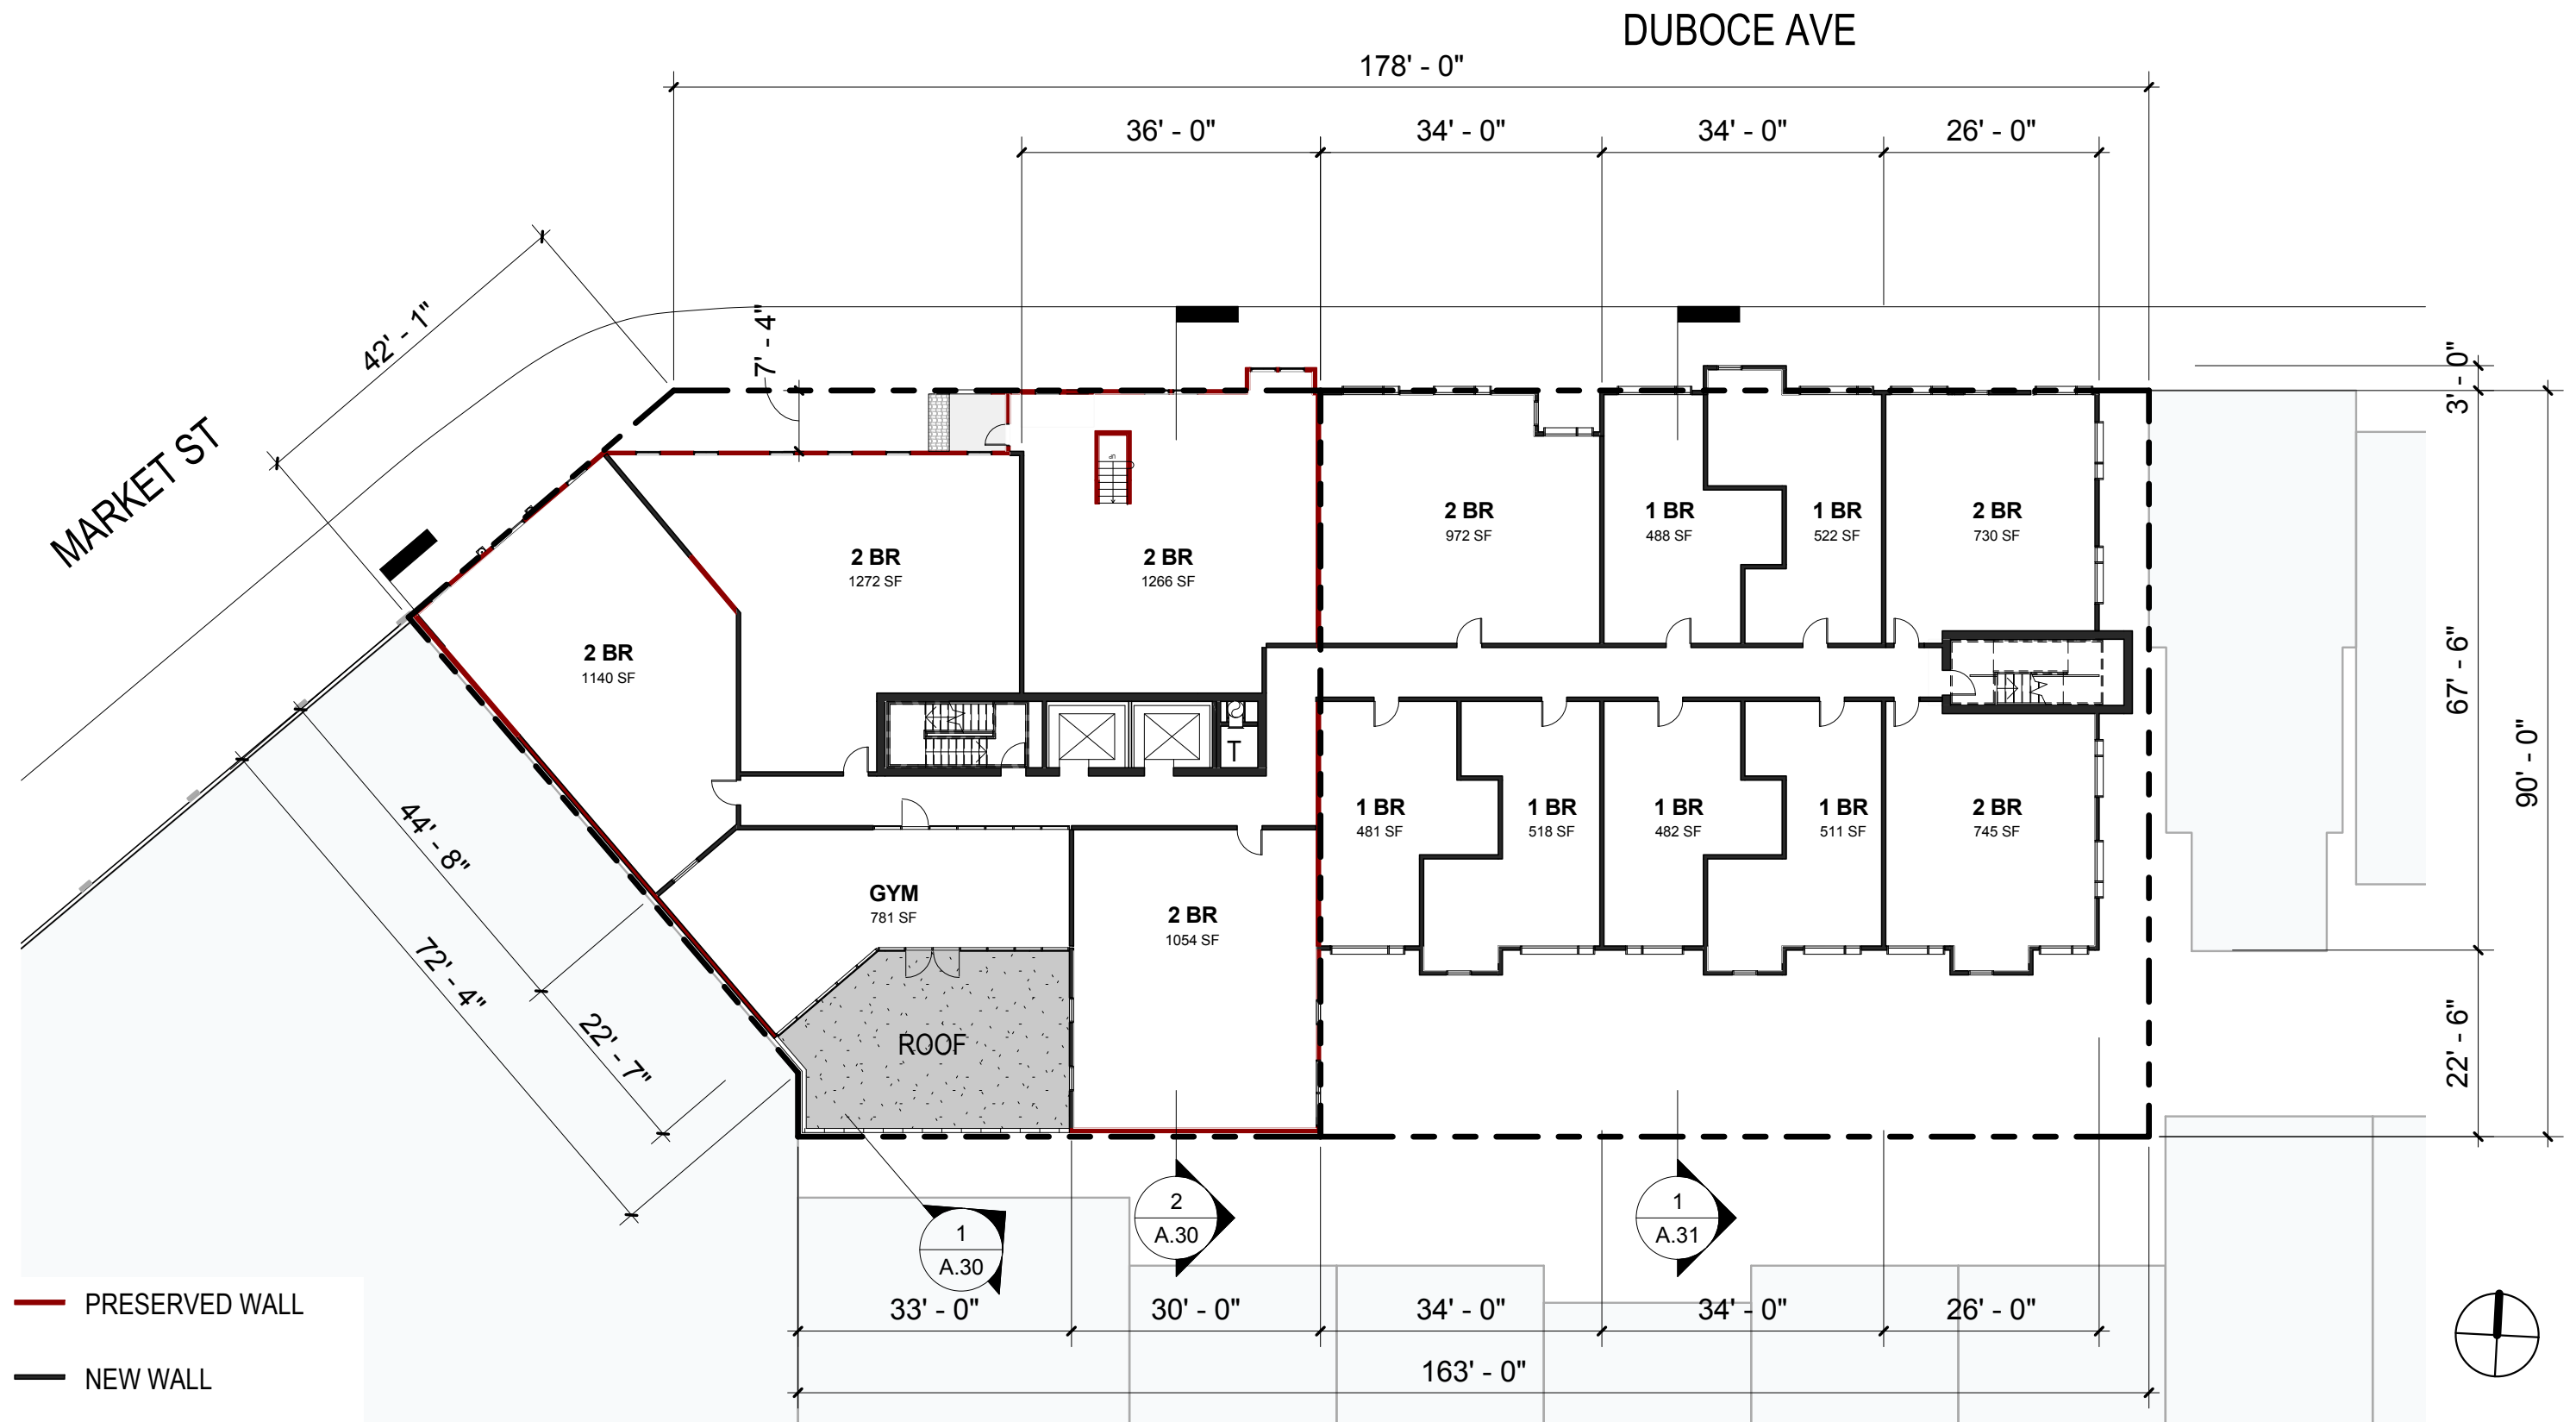 DUBOCE AVE
178' - 0"
36' - 0"
34' - 0"
34' - 0"
26' - 0"
42' - 1"
7' - 4"
3' - 0"
MARKET ST
UP
2 BR
972 SF
1 BR
488 SF
1 BR
522 SF
2 BR
730 SF
2 BR
1272 SF
2 BR
1266 SF
2 BR
1140 SF
67' - 6"
90' - 0"
T
44' - 8"
1 BR
481 SF
1 BR
518 SF
1 BR
482 SF
1 BR
511 SF
2 BR
745 SF
GYM
781 SF
2 BR
1054 SF
72' - 4"
22' - 7"
ROOF
22' - 6"
1
A.30
2
A.30
1
A.31
PRESERVED WALL
NEW WALL
33' - 0"
30' - 0"
34' - 0"
34' - 0"
26' - 0"
163' - 0"